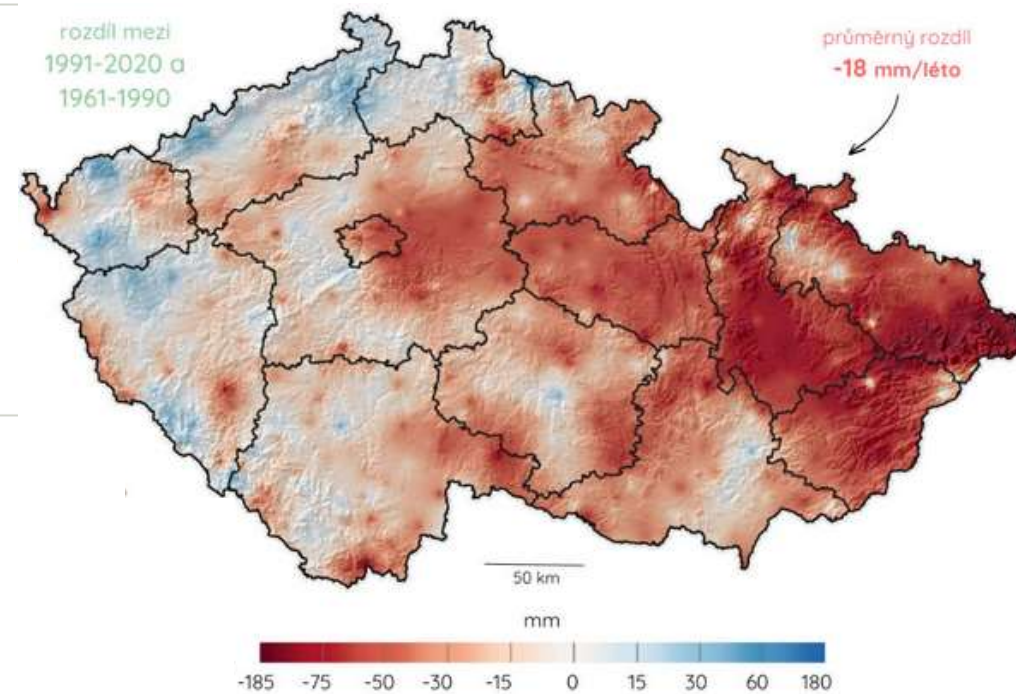 rozdíl mezi
1991-2020 a
1961-1990
průměrný rozdíl
-18 mm/léto
50 km
mm
-185 -75 -50 -30 -15 0 15 30 60 180